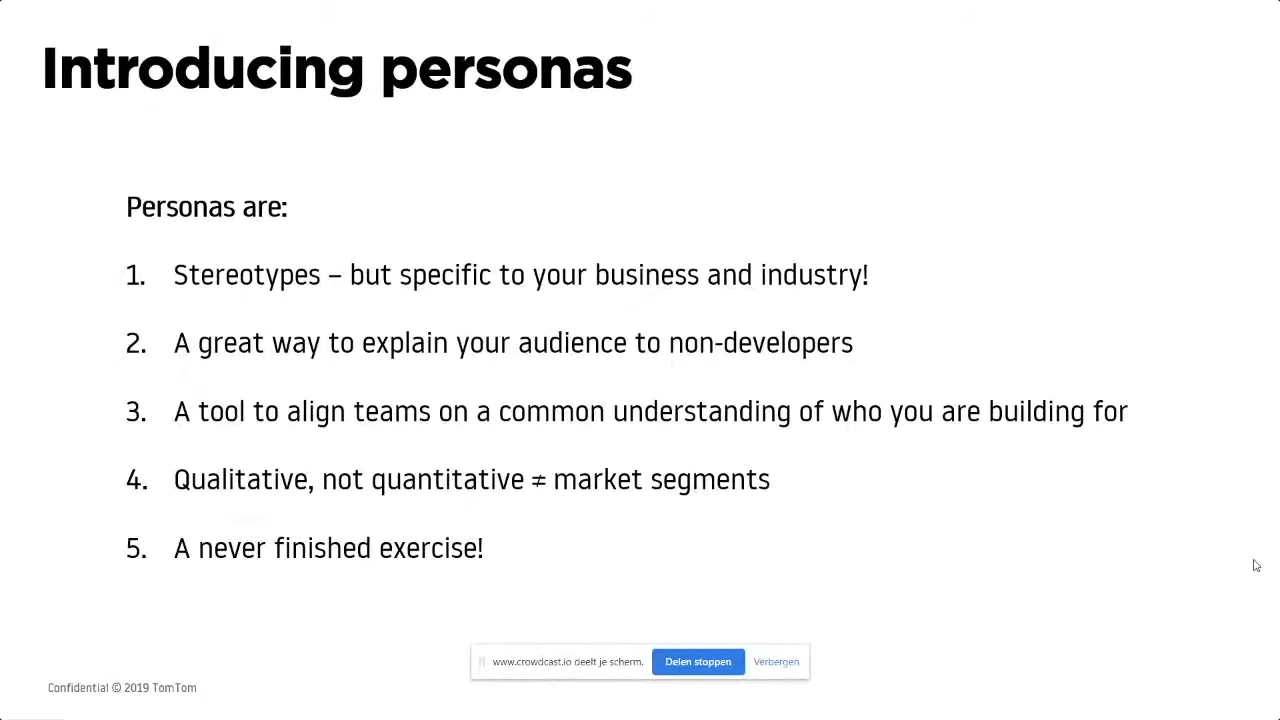 Introducing personas
Personas are:
1. Stereotypes – but specific to your business and industry!
2. A great way to explain your audience to non-developers
3. A tool to align teams on a common understanding of who you are building for
4. Qualitative, not quantitative ≠ market segments
5. A never finished exercise!
www.crowdcast.io deelt je scherm. Delen stoppen Verbergen
Confidential © 2019 TomTom